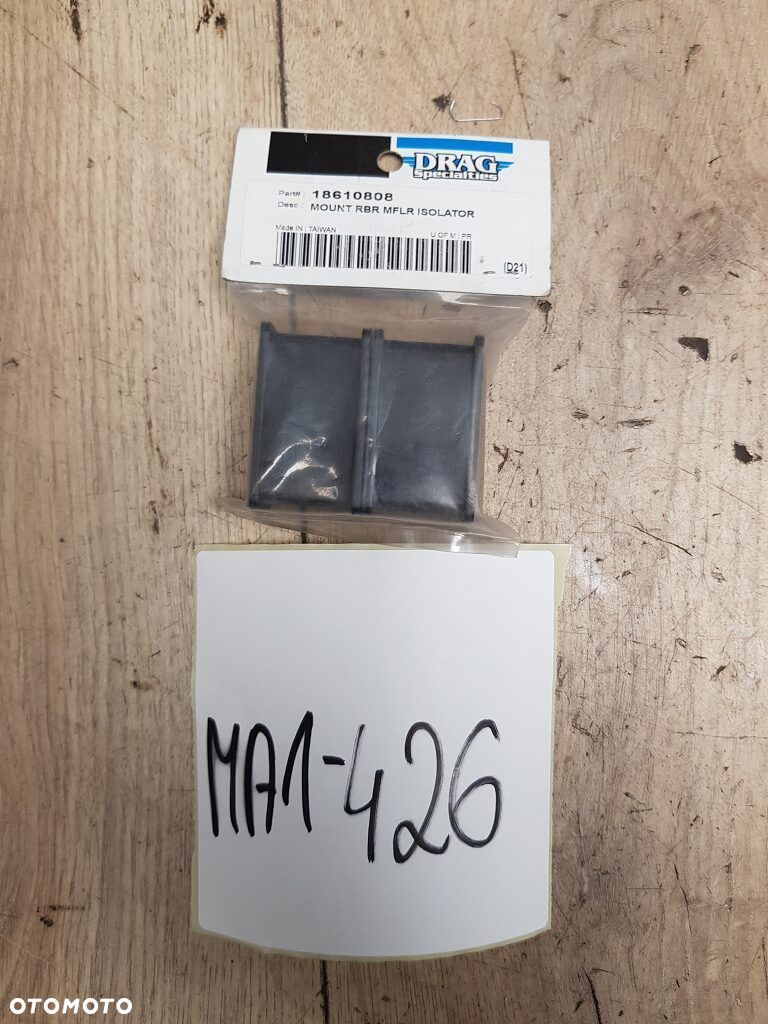 DRAG
Specialties
Part# : 18610808
Desc : MOUNT RBR MFLR ISOLATOR
Made IN : TAIWAN U OF M : PR
(D21)
MA1-426
OTOMOTO